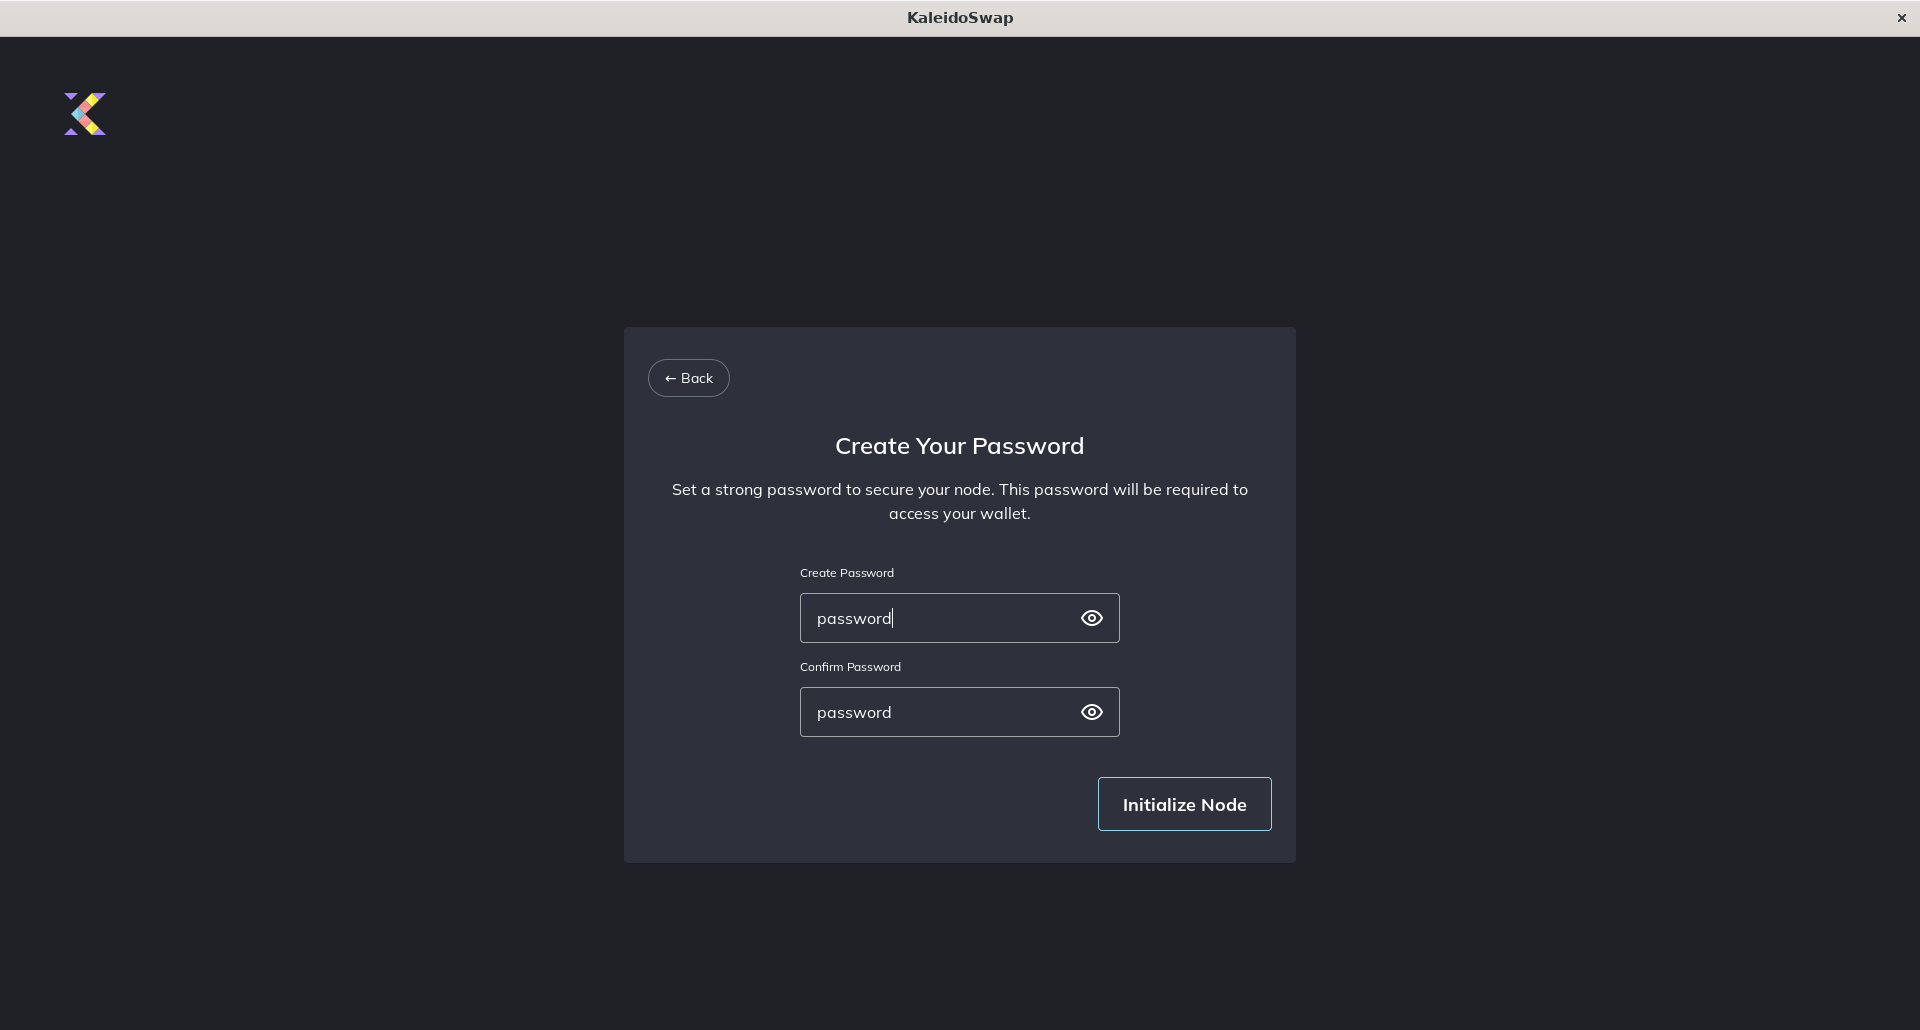 KaleidoSwap
×
← Back
Create Your Password
Set a strong password to secure your node. This password will be required to
access your wallet.
Create Password
password
Confirm Password
password
Initialize Node